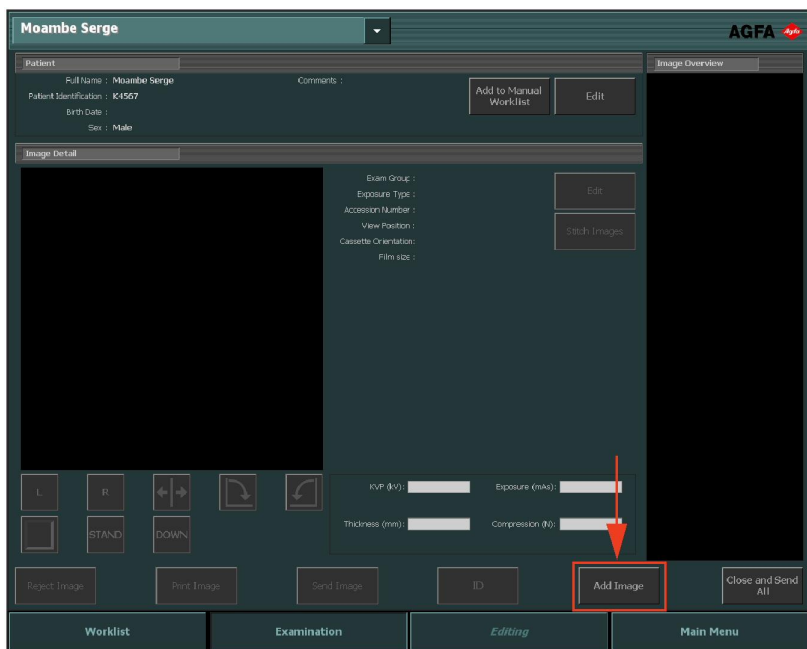 Moambe Serge
AGFA Agfa
Patient
Image Overview
Full Name : Moambe Serge
Comments :
Patient Identification : K4567
Birth Date :
Sex : Male
Add to Manual
Worklist
Edit
Image Detail
Exam Group :
Exposure Type :
Accession Number :
View Position :
Cassette Orientation:
Film size :
Edit
Stitch Images
L
R
STAND
DOWN
KVP (kV):
Exposure (mAs):
Thickness (mm):
Compression (N):
Reject Image
Print Image
Send Image
ID
Add Image
Close and Send
All
Worklist
Examination
Editing
Main Menu